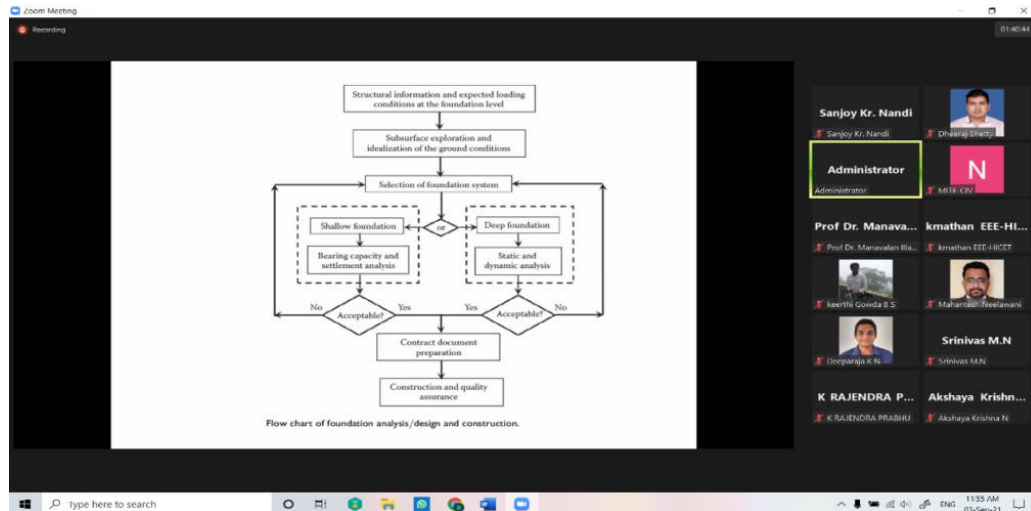 Zoom Meeting
Recording
01:40:44
Structural information and expected loading
conditions at the foundation level
Subsurface exploration and
idealization of the ground conditions
Selection of foundation system
Shallow foundation
or
Deep foundation
Bearing capacity and
settlement analysis
Static and
dynamic analysis
No
Acceptable?
Yes
Yes
Acceptable?
No
Contract document
preparation
Construction and quality
assurance
Flow chart of foundation analysis/design and construction.
Sanjoy Kr. Nandi
Sanjoy Kr. Nandi
Dheeraj Shetty
Administrator
Administrator
N
MITE-CIV
Prof Dr. Manava...
Prof Dr. Manavalan Illa...
kmathan EEE-HI...
kmathan EEE-HICET
keerthi Gowda B S
Mahantesh Neelawani
Deeparaja K N
Srinivas M.N
Srinivas M.N
K RAJENDRA P...
K RAJENDRA PRABHU
Akshaya Krishn...
Akshaya Krishna N
Type here to search
ENG
11:55 AM
03-Sep-21